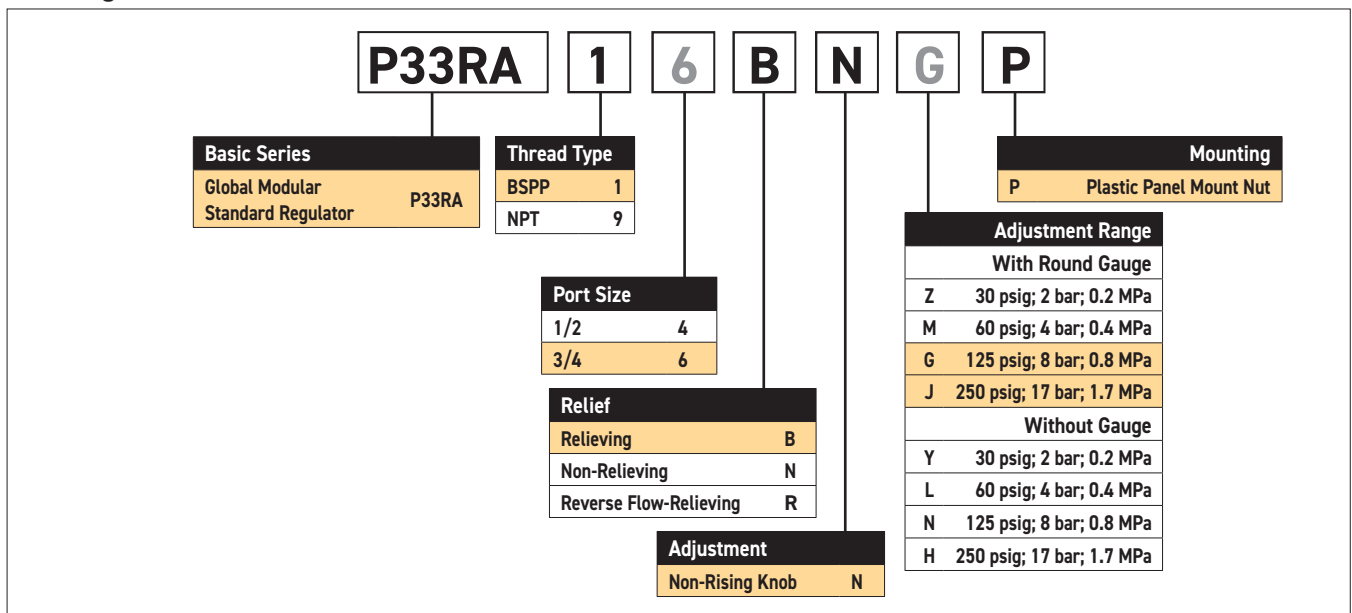 P33RA 1 6 B N G P
Basic Series
Global Modular
Standard Regulator P33RA
Thread Type
BSPP 1
NPT 9
Mounting
P Plastic Panel Mount Nut
Port Size
1/2 4
3/4 6
Adjustment Range
With Round Gauge
Z 30 psig; 2 bar; 0.2 MPa
M 60 psig; 4 bar; 0.4 MPa
G 125 psig; 8 bar; 0.8 MPa
J 250 psig; 17 bar; 1.7 MPa
Without Gauge
Y 30 psig; 2 bar; 0.2 MPa
L 60 psig; 4 bar; 0.4 MPa
N 125 psig; 8 bar; 0.8 MPa
H 250 psig; 17 bar; 1.7 MPa
Relief
Relieving B
Non-Relieving N
Reverse Flow-Relieving R
Adjustment
Non-Rising Knob N